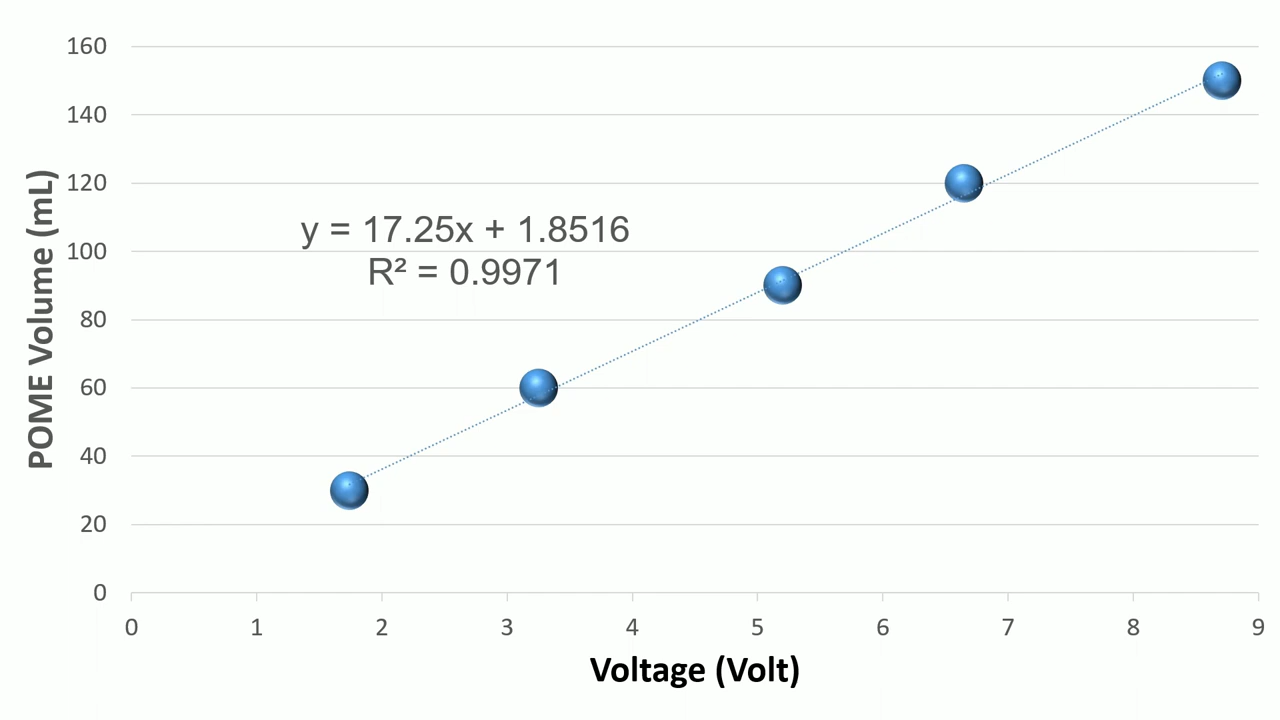 160
140
120
100
80
60
40
20
0
POME Volume (mL)
y = 17.25x + 1.8516
R² = 0.9971
0 1 2 3 4 5 6 7 8 9
Voltage (Volt)